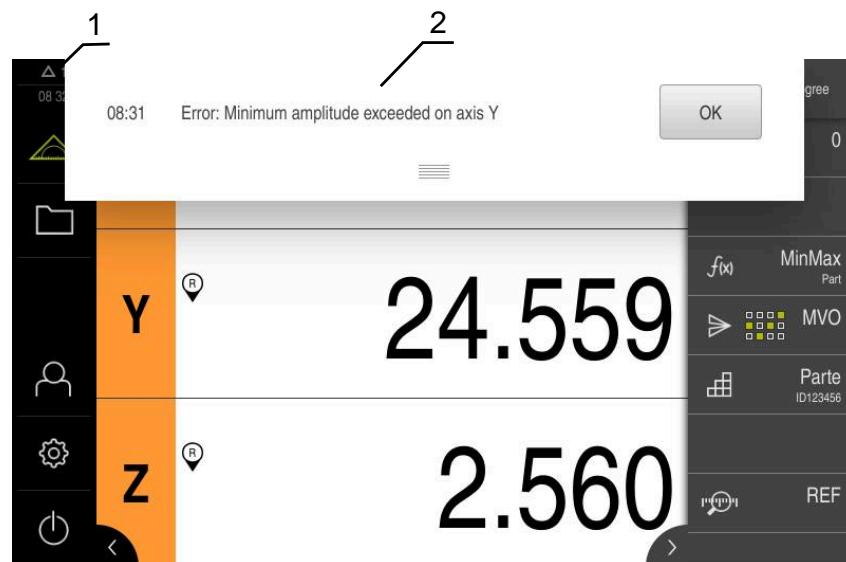 1
2
08:31 Error: Minimum amplitude exceeded on axis Y OK
0
MinMax
Part
Y R 24.559
MVO
Parte
ID123456
Z R 2.560
REF
f(x)